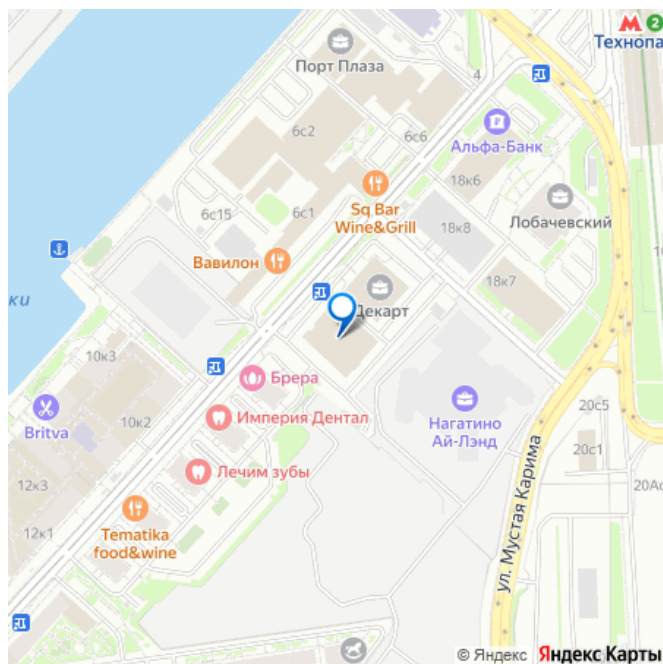 2
Технопа
Порт Плаза
4
6с2
6с6
Альфа-Банк
18к6
Sq Bar
Wine&Grill
6с15
6с1
18к8
Лобачевский
Вавилон
18к7
Декарт
ки
10к3
Брера
Britva
10к2
Империя Дентал
Нагатино
Ай-Лэнд
20с5
20с1
Лечим зубы
12к3
20Ас
ул. Мустая Карима
12к1
Tematika
food&wine
© Яндекс Яндекс Карты